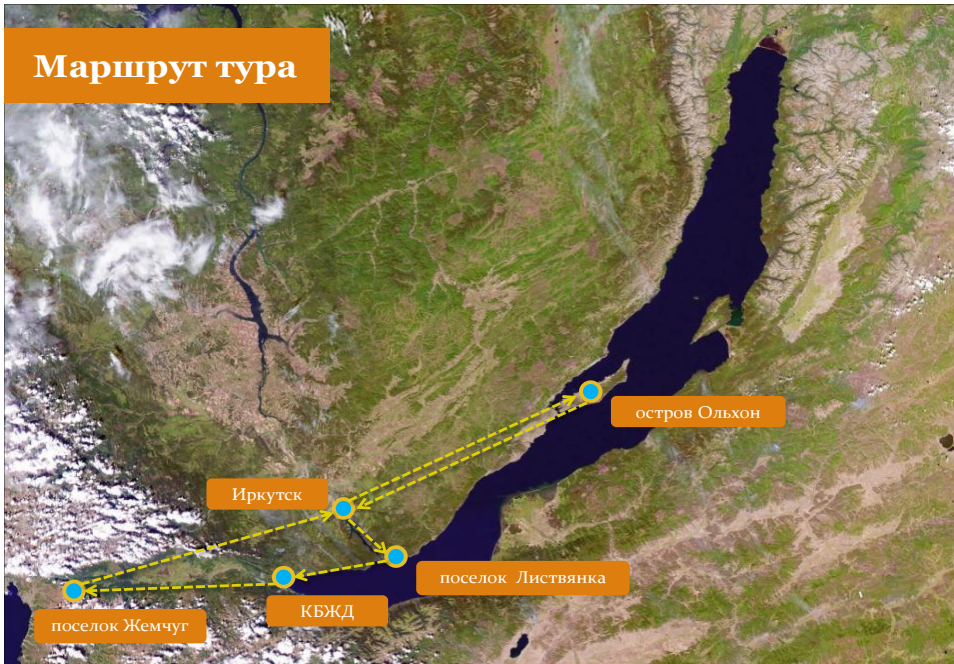 Маршрут тура
остров Ольхон
Иркутск
поселок Листвянка
КБЖД
поселок Жемчуг